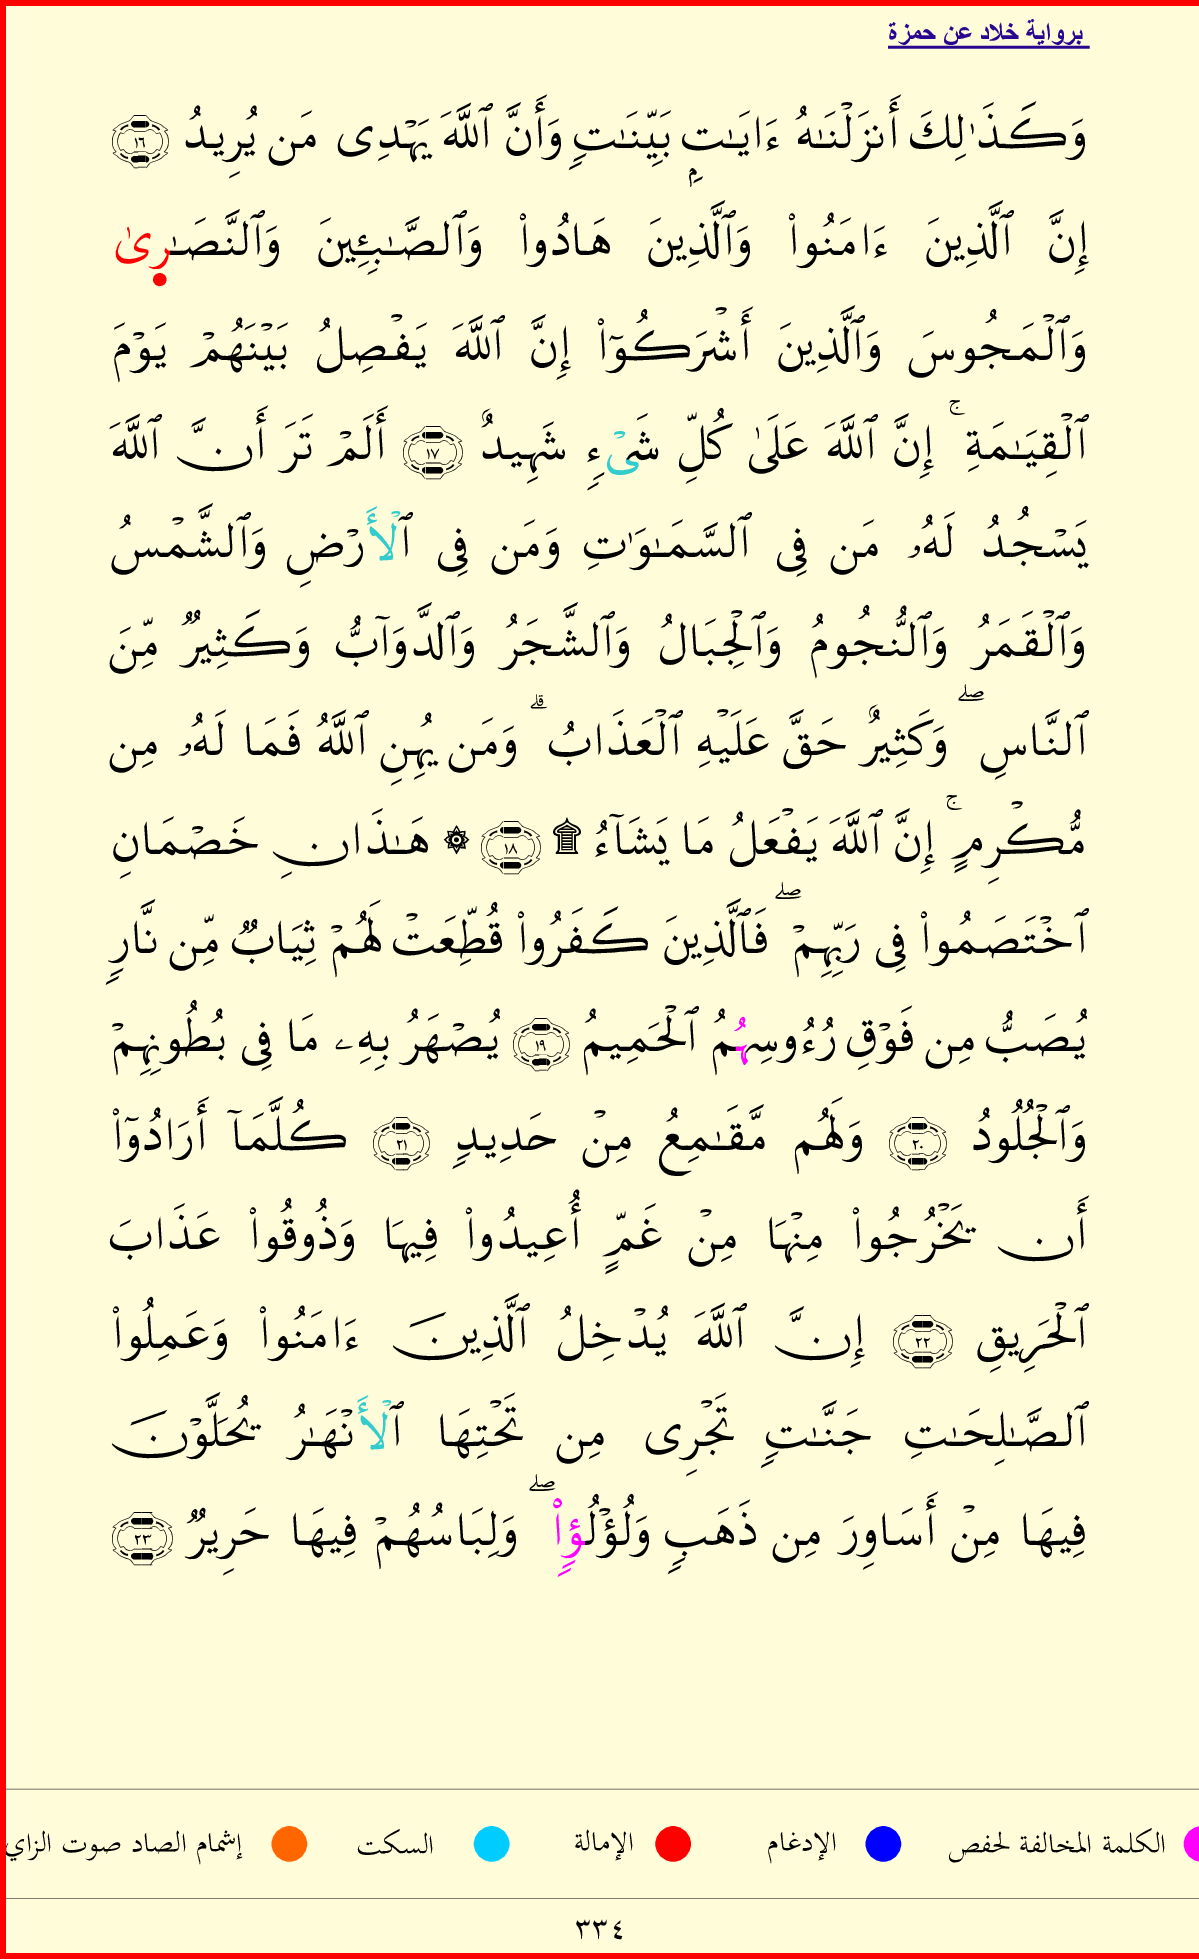 برواية خلاد عن حمزة
وَكَذَٰلِكَ أَنزَلْنَـٰهُ ءَايَـٰتٍۭ بَيِّنَـٰتٍ وَأَنَّ ٱللَّهَ يَهْدِى مَن يُرِيدُ ١٦
إِنَّ ٱلَّذِينَ ءَامَنُوا۟ وَٱلَّذِينَ هَادُوا۟ وَٱلصَّـٰبِـِٔينَ وَٱلنَّصَـٰرِىٰ
وَٱلْمَجُوسَ وَٱلَّذِينَ أَشْرَكُوٓا۟ إِنَّ ٱللَّهَ يَفْصِلُ بَيْنَهُمْ يَوْمَ
ٱلْقِيَـٰمَةِ ۚ إِنَّ ٱللَّهَ عَلَىٰ كُلِّ شَىْءٍ شَهِيدٌ ١٧ أَلَمْ تَرَ أَنَّ ٱللَّهَ
يَسْجُدُ لَهُۥ مَن فِى ٱلسَّمَـٰوَٰتِ وَمَن فِى ٱلْأَرْضِ وَٱلشَّمْسُ
وَٱلْقَمَرُ وَٱلنُّجُومُ وَٱلْجِبَالُ وَٱلشَّجَرُ وَٱلدَّوَآبُّ وَكَثِيرٌ مِّنَ
ٱلنَّاسِ ۖ وَكَثِيرٌ حَقَّ عَلَيْهِ ٱلْعَذَابُ ۗ وَمَن يُهِنِ ٱللَّهُ فَمَا لَهُۥ مِن
مُّكْرِمٍ ۚ إِنَّ ٱللَّهَ يَفْعَلُ مَا يَشَآءُ ۩ ١٨ ۞ هَـٰذَانِ خَصْمَانِ
ٱخْتَصَمُوا۟ فِى رَبِّهِمْ ۖ فَٱلَّذِينَ كَفَرُوا۟ قُطِّعَتْ لَهُمْ ثِيَابٌ مِّن نَّارٍ
يُصَبُّ مِن فَوْقِ رُءُوسِهُمُ ٱلْحَمِيمُ ١٩ يُصْهَرُ بِهِۦ مَا فِى بُطُونِهِمْ
وَٱلْجُلُودُ ٢٠ وَلَهُم مَّقَـٰمِعُ مِنْ حَدِيدٍ ٢١ كُلَّمَآ أَرَادُوٓا۟
أَن يَخْرُجُوا۟ مِنْهَا مِنْ غَمٍّ أُعِيدُوا۟ فِيهَا وَذُوقُوا۟ عَذَابَ
ٱلْحَرِيقِ ٢٢ إِنَّ ٱللَّهَ يُدْخِلُ ٱلَّذِينَ ءَامَنُوا۟ وَعَمِلُوا۟
ٱلصَّـٰلِحَـٰتِ جَنَّـٰتٍ تَجْرِى مِن تَحْتِهَا ٱلْأَنْهَـٰرُ يُحَلَّوْنَ
فِيهَا مِنْ أَسَاوِرَ مِن ذَهَبٍ وَلُؤْلُؤٍا۟ ۖ وَلِبَاسُهُمْ فِيهَا حَرِيرٌ ٢٣
الكلمة المخالفة لحفص الإدغام الإمالة السكت إشمام الصاد صوت الزاي
٣٣٤